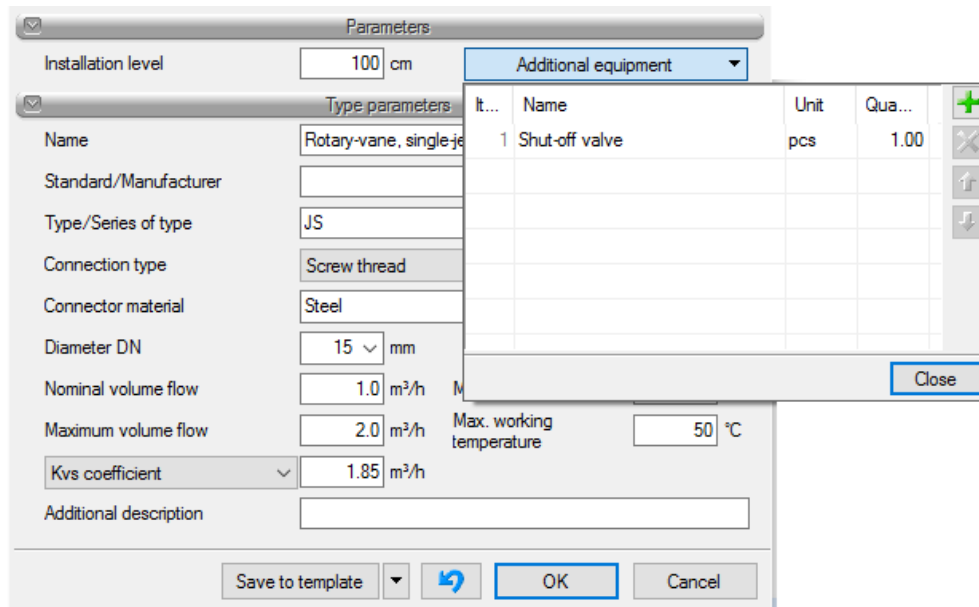 Parameters
Installation level 100 cm Additional equipment
Type parameters
It... Name Unit Qua...
1 Shut-off valve pcs 1.00
Name Rotary-vane, single-je
Standard/Manufacturer
Type/Series of type JS
Connection type Screw thread
Connector material Steel
Diameter DN 15 mm
Close
Nominal volume flow 1.0 m³/h M
Maximum volume flow 2.0 m³/h Max. working temperature 50 °C
Kvs coefficient 1.85 m³/h
Additional description
Save to template OK Cancel